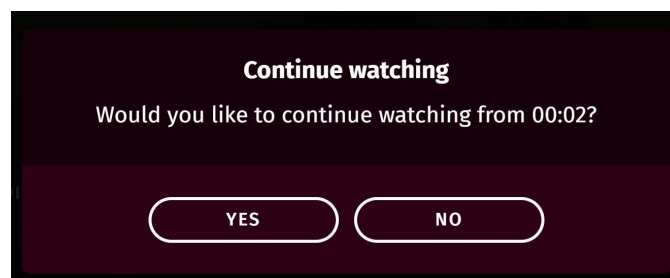 Continue watching
Would you like to continue watching from 00:02?
YES
NO